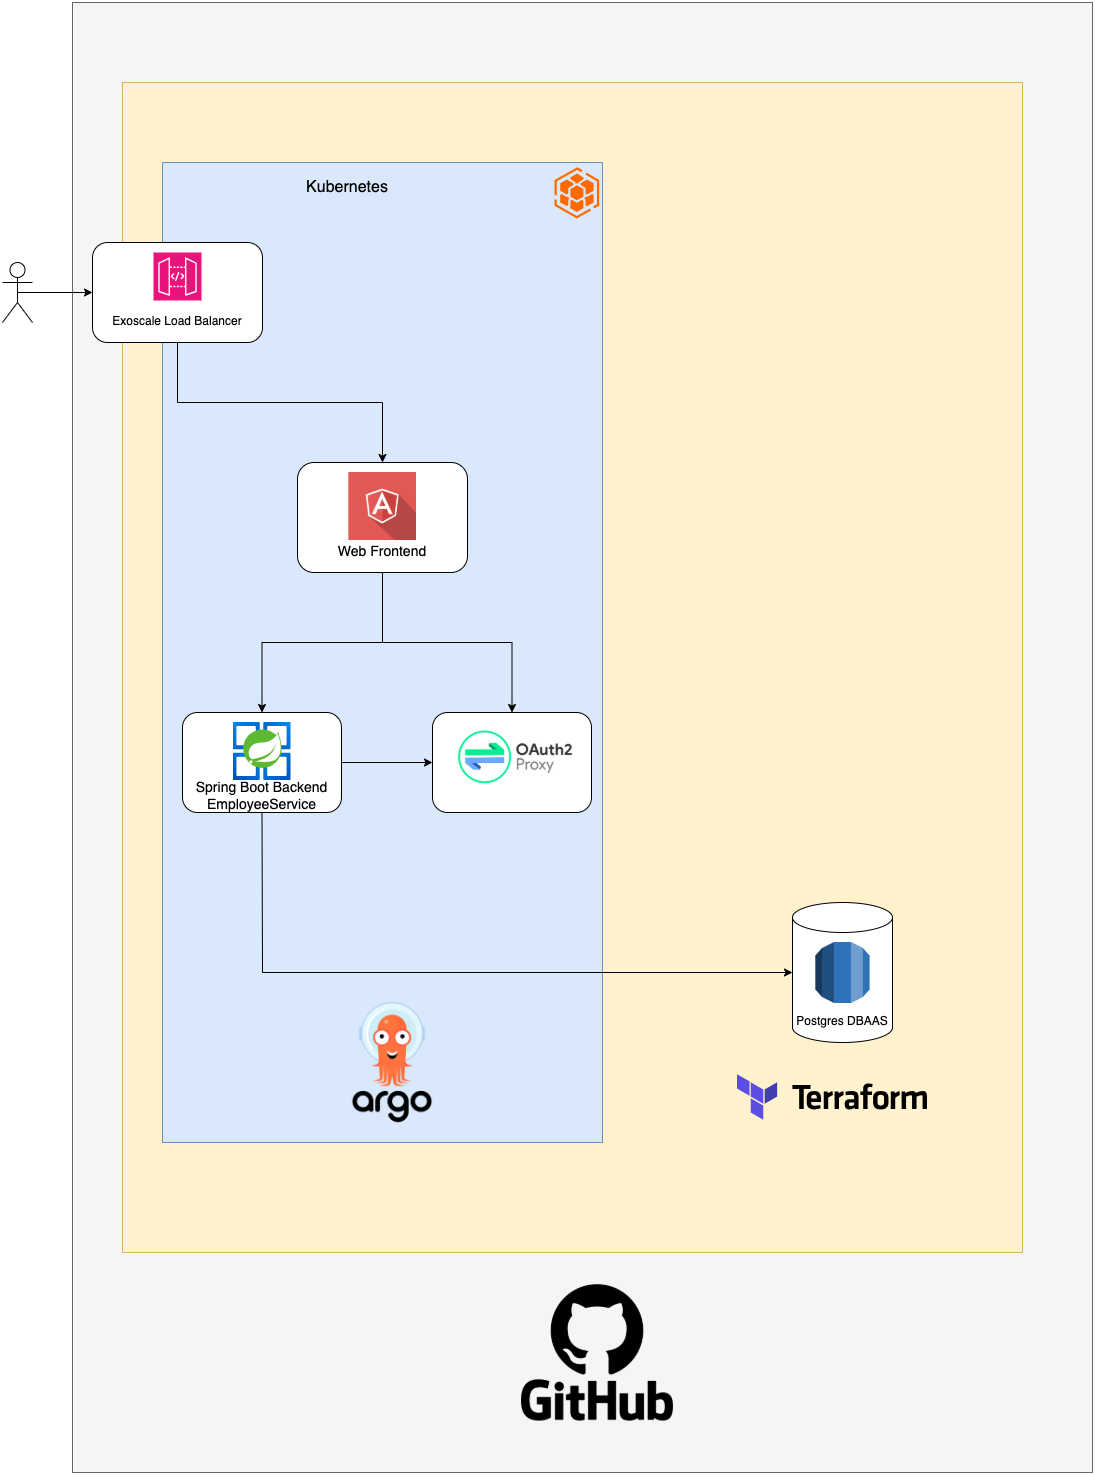 Kubernetes
Exoscale Load Balancer
Web Frontend
Spring Boot Backend
EmployeeService
OAuth2
Proxy
Postgres DBAAS
argo
Terraform
GitHub